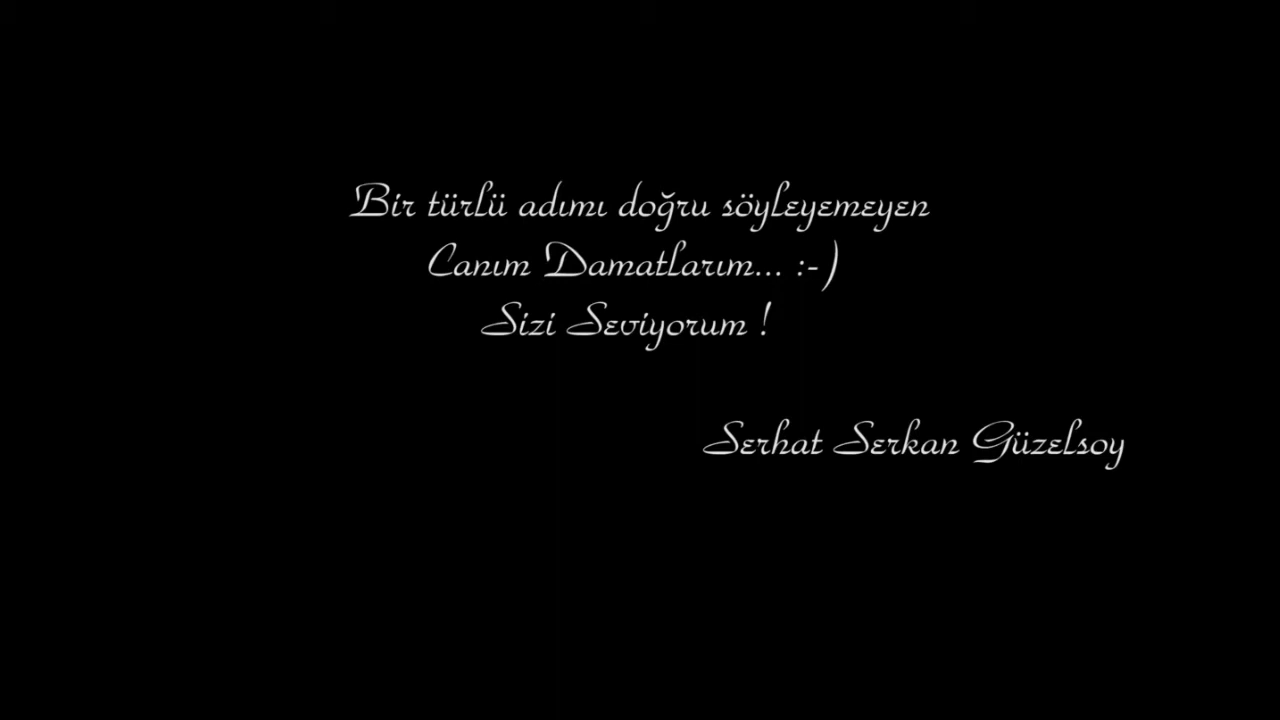 Bir türlü adımı doğru söyleyemeyen
Canım Damatlarım... :-)
Sizi Seviyorum !
Serhat Serkan Güzelsoy